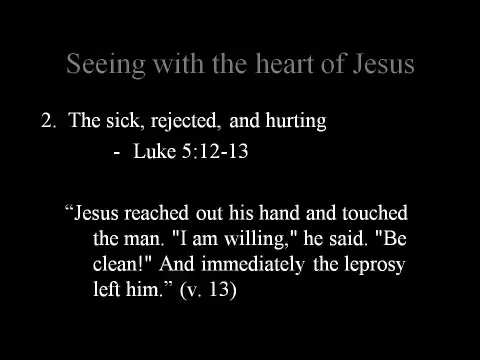 Seeing with the heart of Jesus
2. The sick, rejected, and hurting
- Luke 5:12-13
“Jesus reached out his hand and touched
the man. "I am willing," he said. "Be
clean!" And immediately the leprosy
left him.” (v. 13)